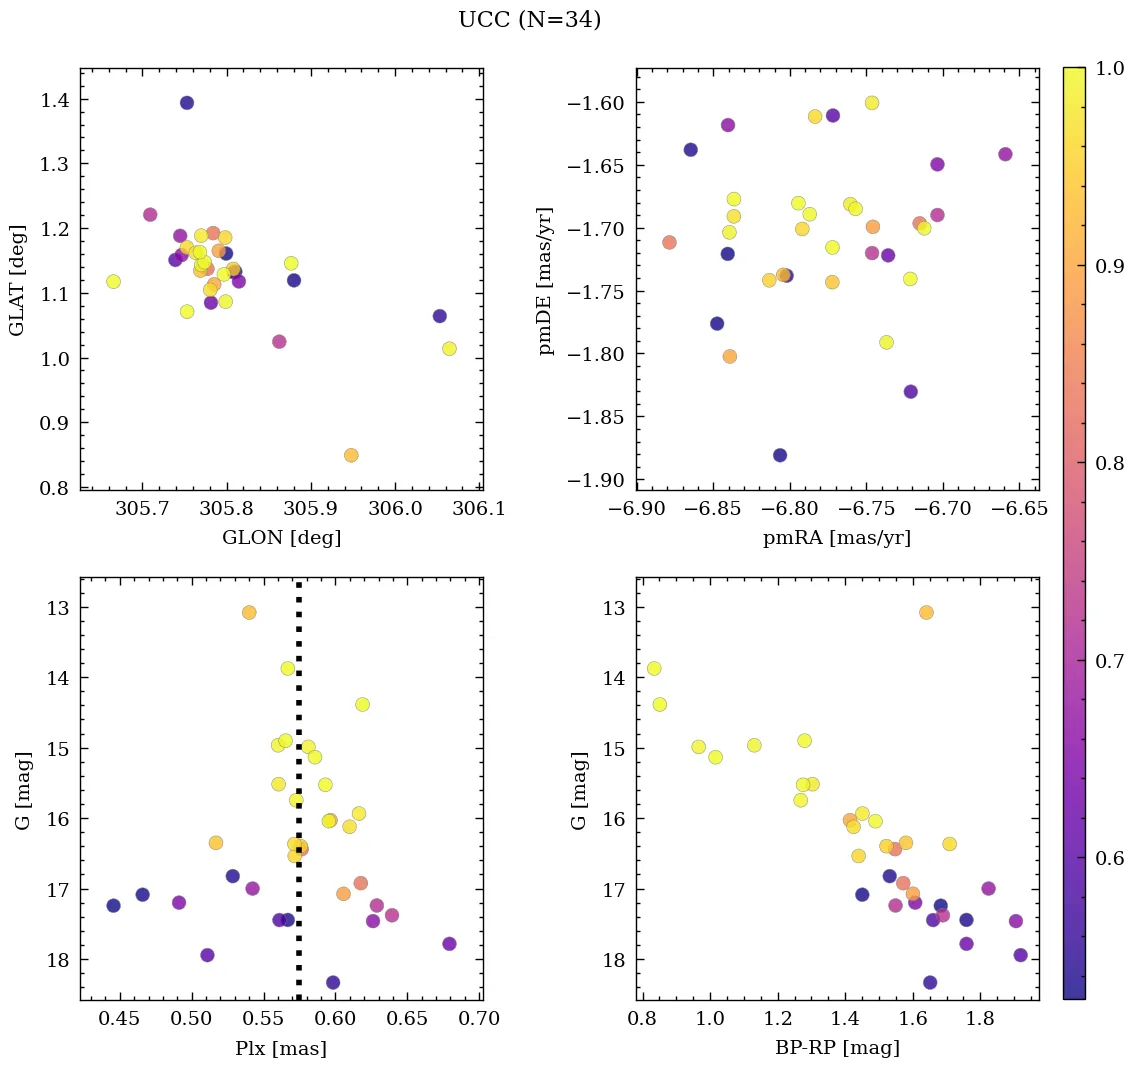 UCC (N=34)
1.4
1.3
1.2
1.1
1.0
0.9
0.8
GLAT [deg]
305.7 305.8 305.9 306.0 306.1
GLON [deg]
−1.60
−1.65
−1.70
−1.75
−1.80
−1.85
−1.90
pmDE [mas/yr]
−6.90 −6.85 −6.80 −6.75 −6.70 −6.65
pmRA [mas/yr]
13
14
15
16
17
18
G [mag]
0.45 0.50 0.55 0.60 0.65 0.70
Plx [mas]
13
14
15
16
17
18
G [mag]
0.8 1.0 1.2 1.4 1.6 1.8
BP-RP [mag]
1.0
0.9
0.8
0.7
0.6